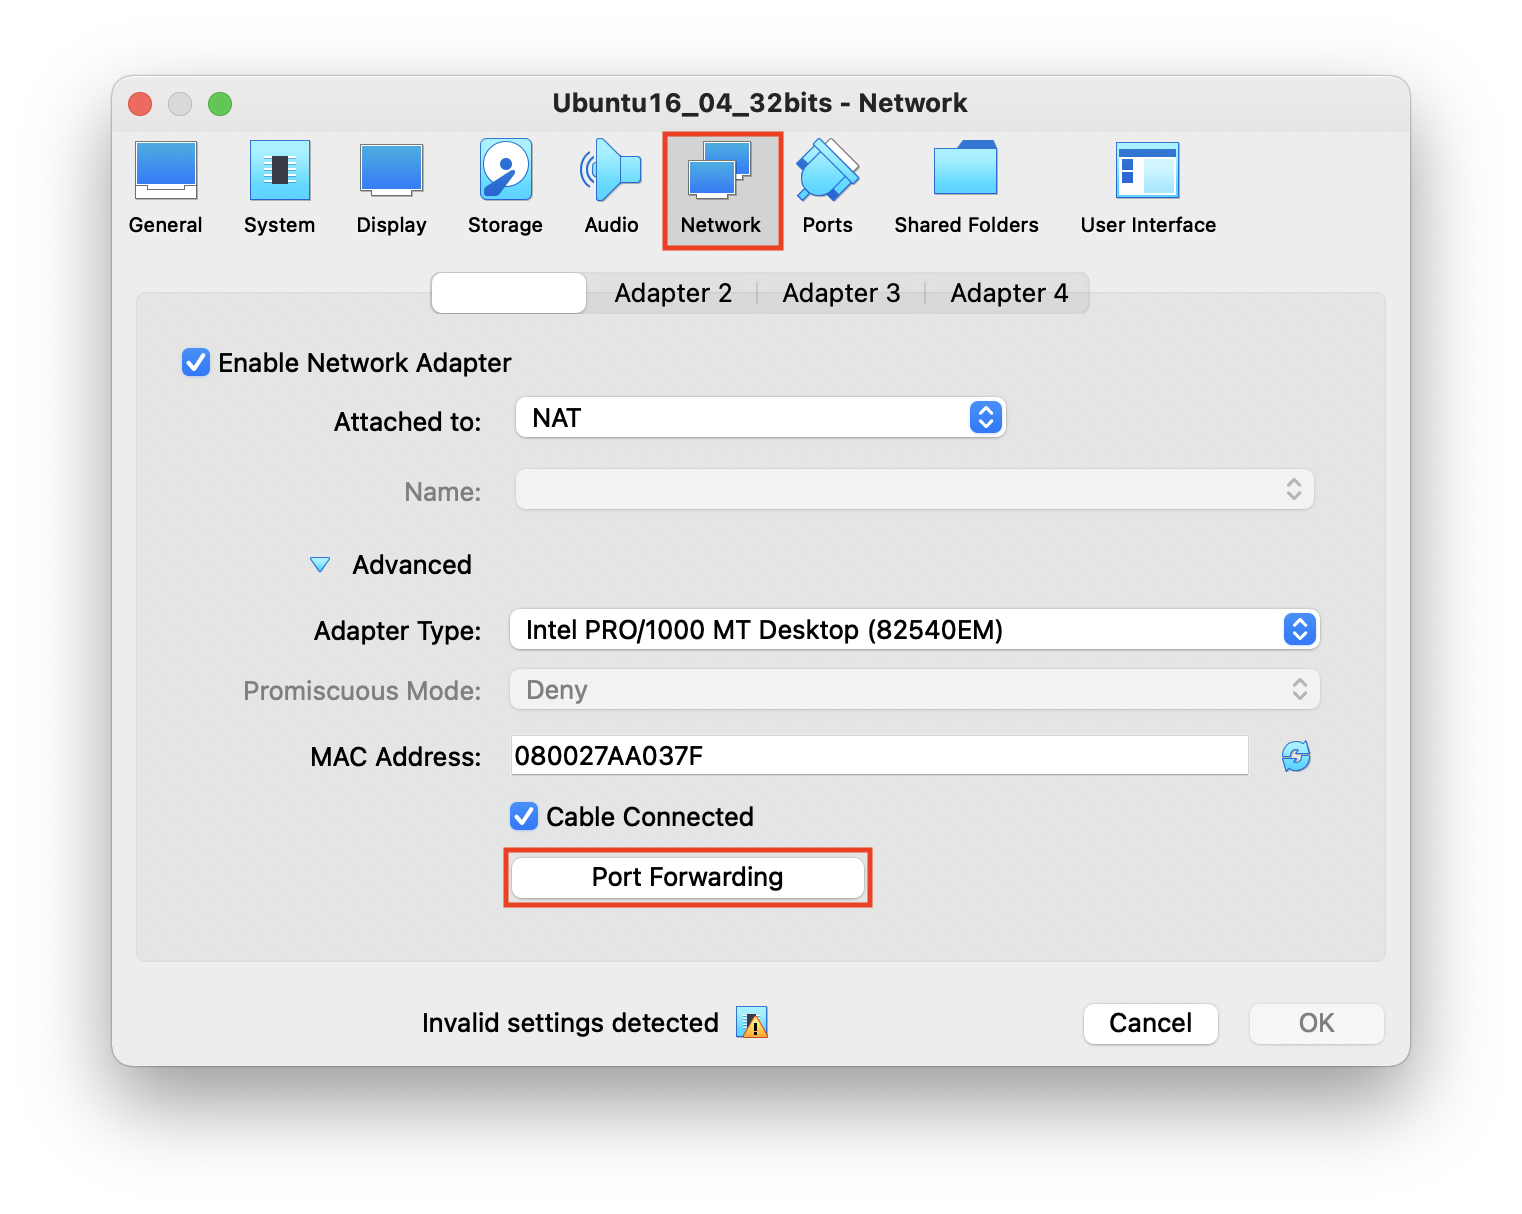 Ubuntu16_04_32bits - Network
General System Display Storage Audio Network Ports Shared Folders User Interface
Adapter 2 Adapter 3 Adapter 4
Enable Network Adapter
Attached to: NAT
Name:
Advanced
Adapter Type: Intel PRO/1000 MT Desktop (82540EM)
Promiscuous Mode: Deny
MAC Address: 080027AA037F
Cable Connected
Port Forwarding
Invalid settings detected Cancel OK